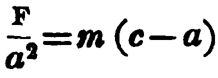 F/a² = m (c − a)